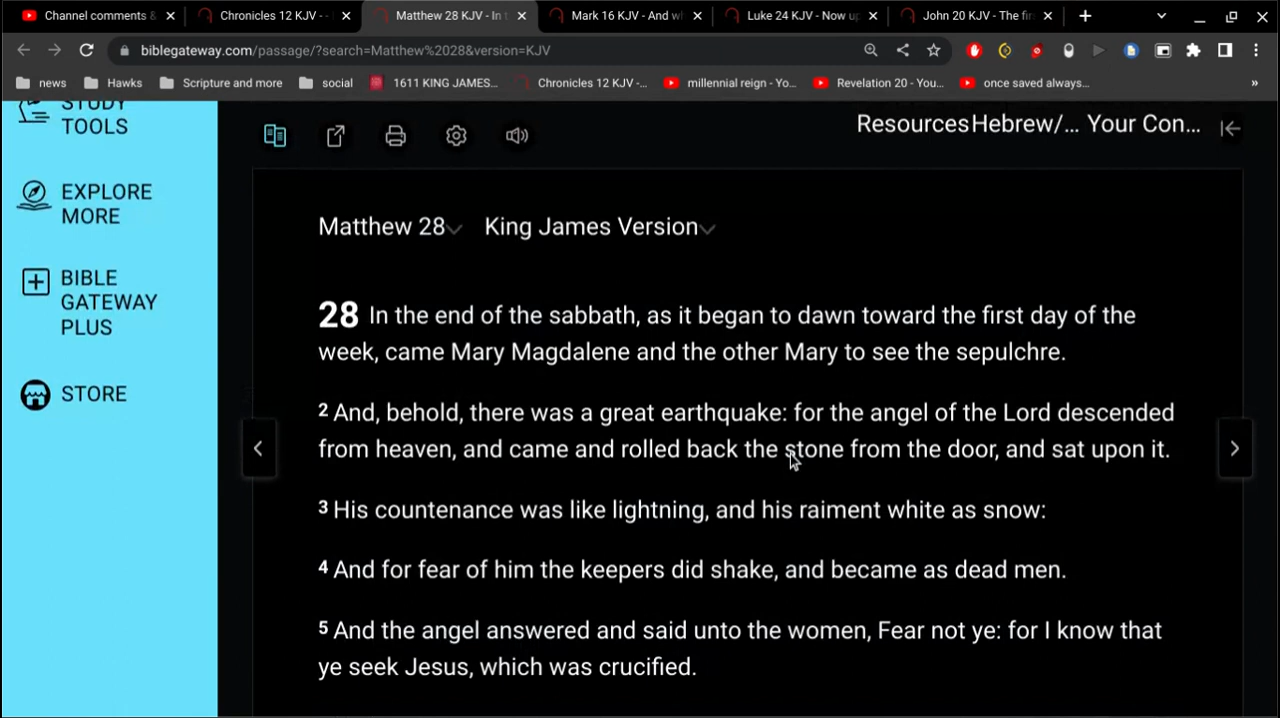 Channel comments &
Chronicles 12 KJV - -
Matthew 28 KJV - In t
Mark 16 KJV - And w
Luke 24 KJV - Now up
John 20 KJV - The fir
biblegateway.com/passage/?search=Matthew%2028&version=KJV
news
Hawks
Scripture and more
social
1611 KING JAMES...
Chronicles 12 KJV -...
millennial reign - Yo...
Revelation 20 - You...
once saved always...
»
STUDY
TOOLS
EXPLORE
MORE
BIBLE
GATEWAY
PLUS
STORE
Resources Hebrew/... Your Con...
Matthew 28 King James Version
28 In the end of the sabbath, as it began to dawn toward the first day of the
week, came Mary Magdalene and the other Mary to see the sepulchre.
2 And, behold, there was a great earthquake: for the angel of the Lord descended
from heaven, and came and rolled back the stone from the door, and sat upon it.
3 His countenance was like lightning, and his raiment white as snow:
4 And for fear of him the keepers did shake, and became as dead men.
5 And the angel answered and said unto the women, Fear not ye: for I know that
ye seek Jesus, which was crucified.